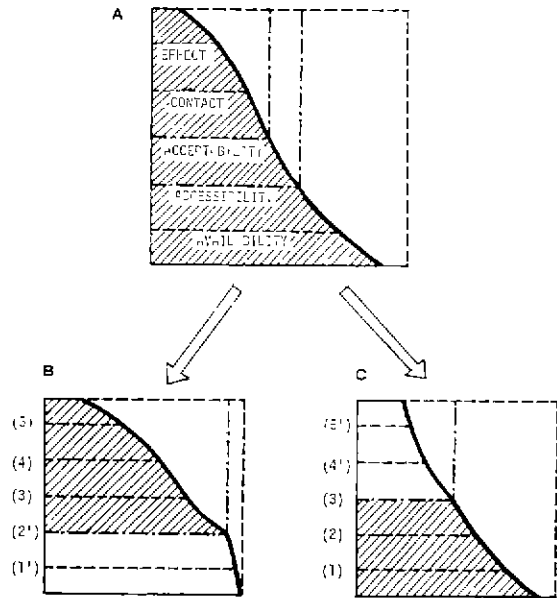 A
EFFECT
CONTACT
ACCEPTABILITY
ACCESSIBILITY
AVAILABILITY
B
(5)
(4)
(3)
(2')
(1')
C
(5')
(4')
(3)
(2)
(1)